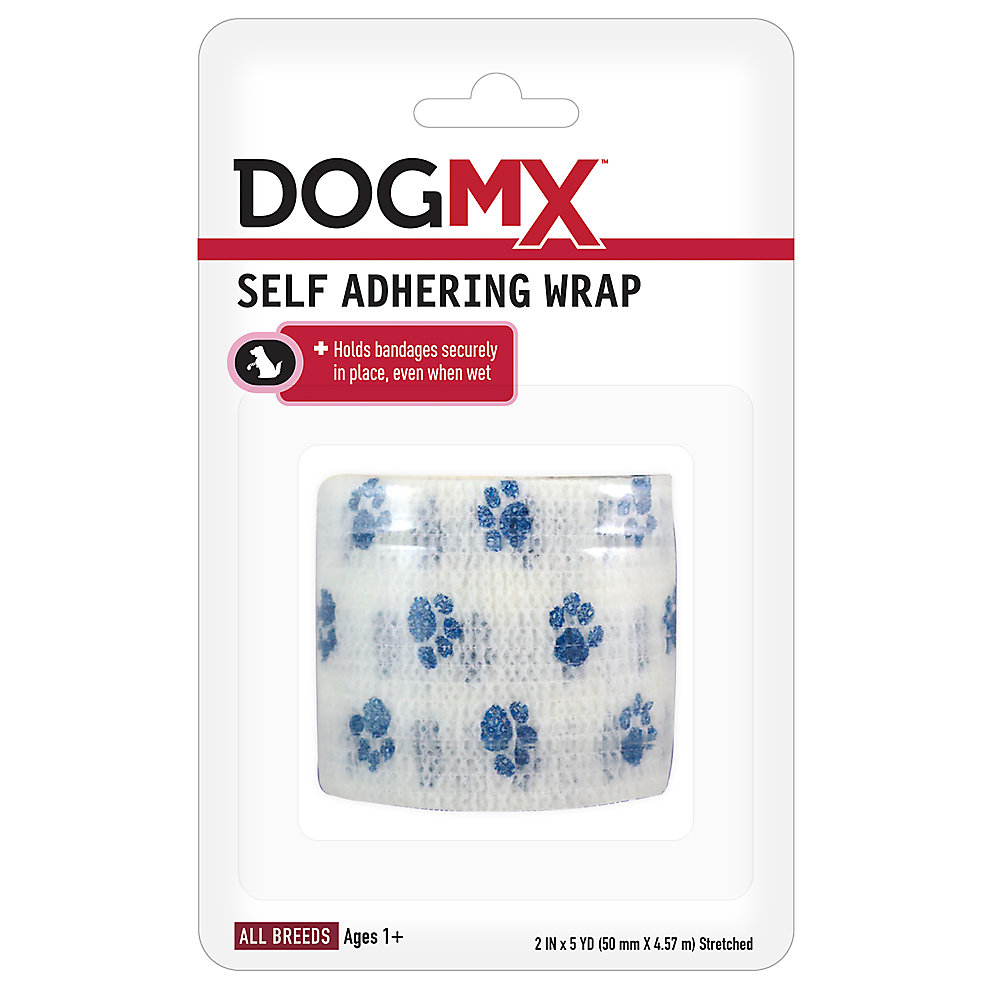 DOGMX™
SELF ADHERING WRAP
+ Holds bandages securely
in place, even when wet
ALL BREEDS Ages 1+
2 IN x 5 YD (50 mm X 4.57 m) Stretched